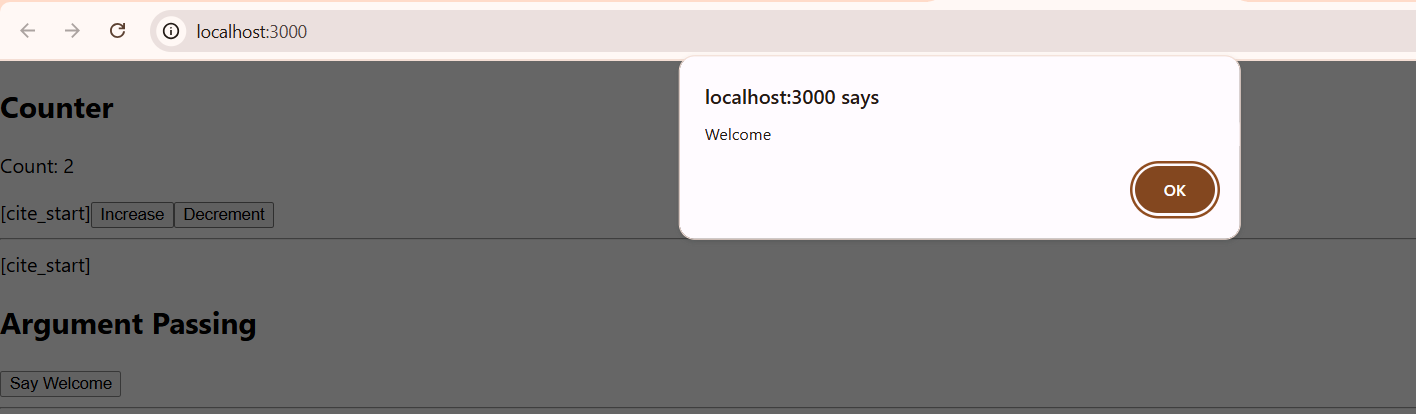 localhost:3000
localhost:3000 says
Welcome
OK
Counter
Count: 2
[cite_start] Increase Decrement
[cite_start]
Argument Passing
Say Welcome